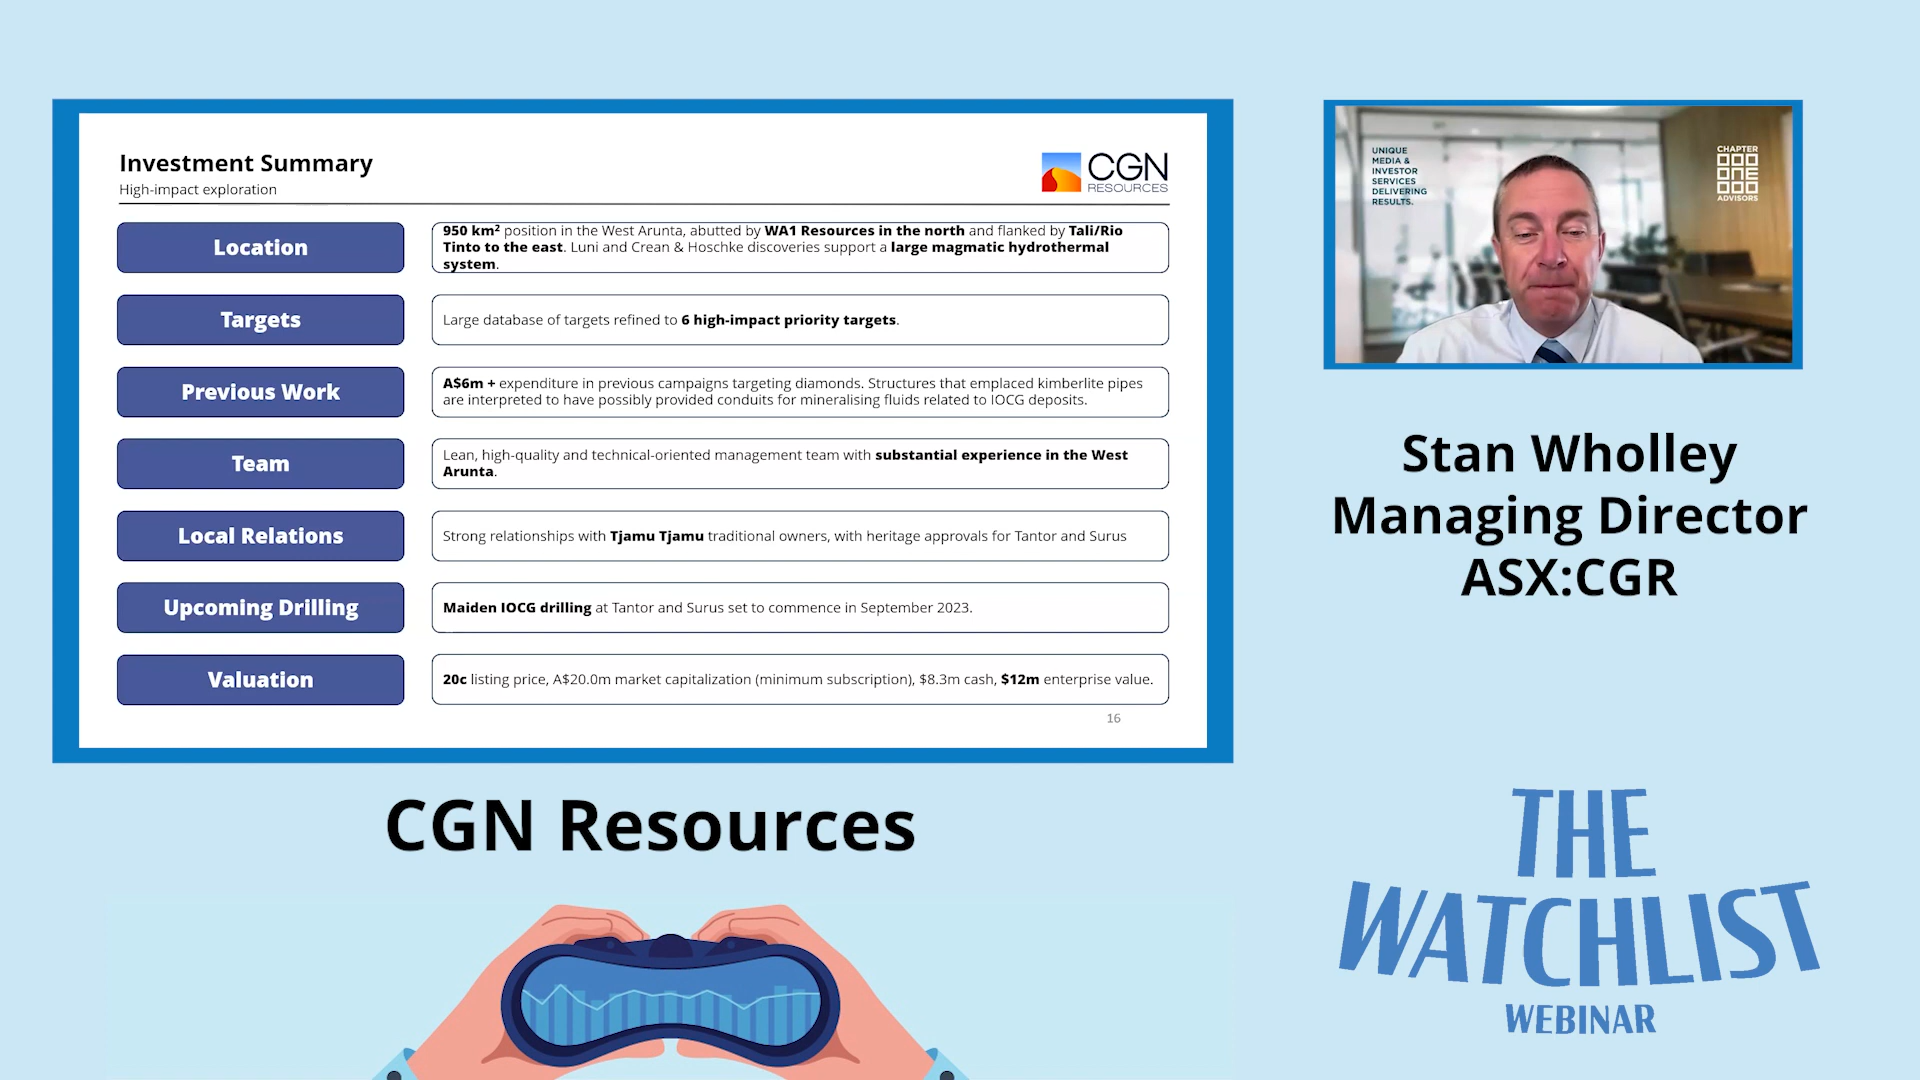 Investment Summary
High-impact exploration
CGN
RESOURCES
Location
950 km² position in the West Arunta, abutted by WA1 Resources in the north and flanked by Tali/Rio
Tinto to the east. Luni and Crean & Hoschke discoveries support a large magmatic hydrothermal
system.
Targets
Large database of targets refined to 6 high-impact priority targets.
Previous Work
A$6m + expenditure in previous campaigns targeting diamonds. Structures that emplaced kimberlite pipes
are interpreted to have possibly provided conduits for mineralising fluids related to IOCG deposits.
Team
Lean, high-quality and technical-oriented management team with substantial experience in the West
Arunta.
Local Relations
Strong relationships with Tjamu Tjamu traditional owners, with heritage approvals for Tantor and Surus
Upcoming Drilling
Maiden IOCG drilling at Tantor and Surus set to commence in September 2023.
Valuation
20c listing price, A$20.0m market capitalization (minimum subscription), $8.3m cash, $12m enterprise value.
16
UNIQUE
MEDIA &
INVESTOR
SERVICES
DELIVERING
RESULTS.
CHAPTER
ONE
ADVISORS
Stan Wholley
Managing Director
ASX:CGR
CGN Resources
THE
WATCHLIST
WEBINAR